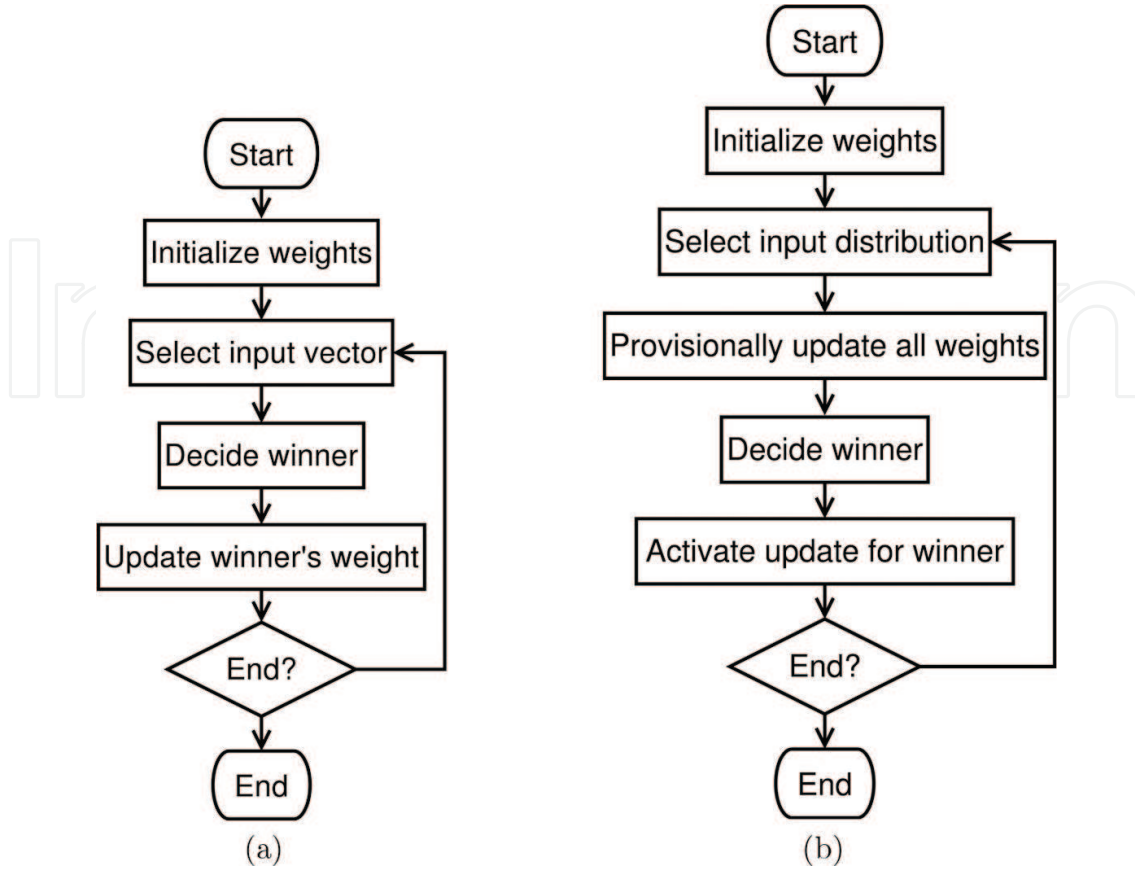 Start
Initialize weights
Select input vector
Decide winner
Update winner's weight
End?
End
(a)
Start
Initialize weights
Select input distribution
Provisionally update all weights
Decide winner
Activate update for winner
End?
End
(b)